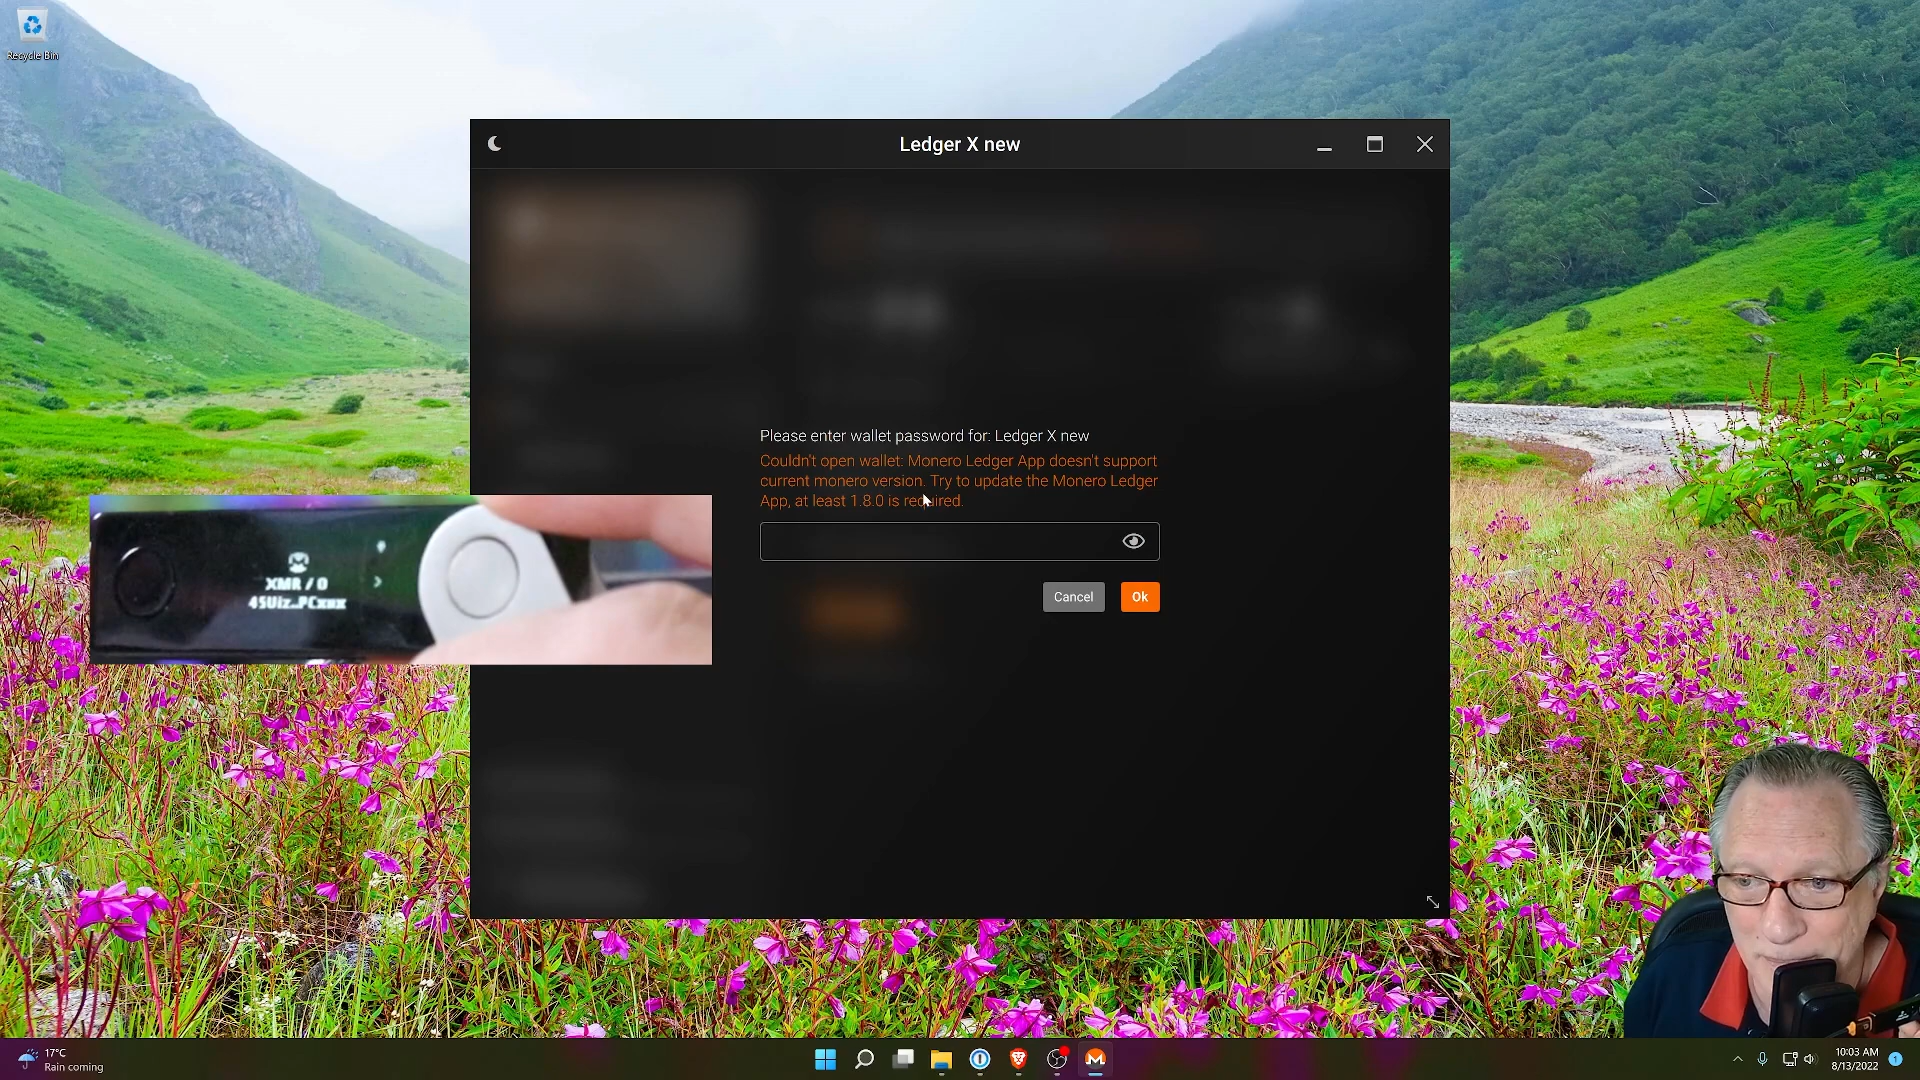 Recycle Bin
Ledger X new
Please enter wallet password for: Ledger X new
Couldn't open wallet: Monero Ledger App doesn't support
current monero version. Try to update the Monero Ledger
App, at least 1.8.0 is required.
XMR / 0
45Uiz..PCxxx
Cancel
Ok
17°C
Rain coming
10:03 AM
8/13/2022
1